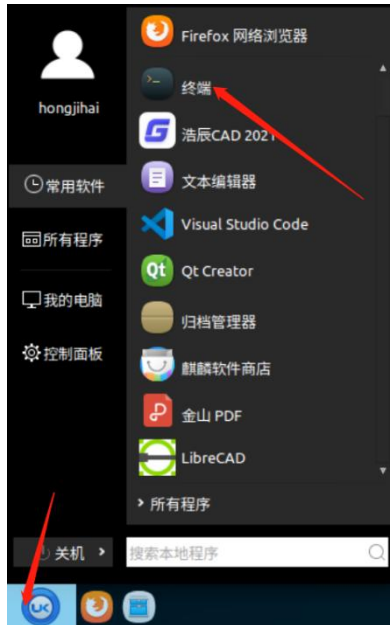 Firefox 网络浏览器
终端
hongjihai
浩辰CAD 2021
常用软件
文本编辑器
Visual Studio Code
所有程序
Qt Creator
我的电脑
归档管理器
控制面板
麒麟软件商店
金山 PDF
LibreCAD
所有程序
关机
搜索本地程序